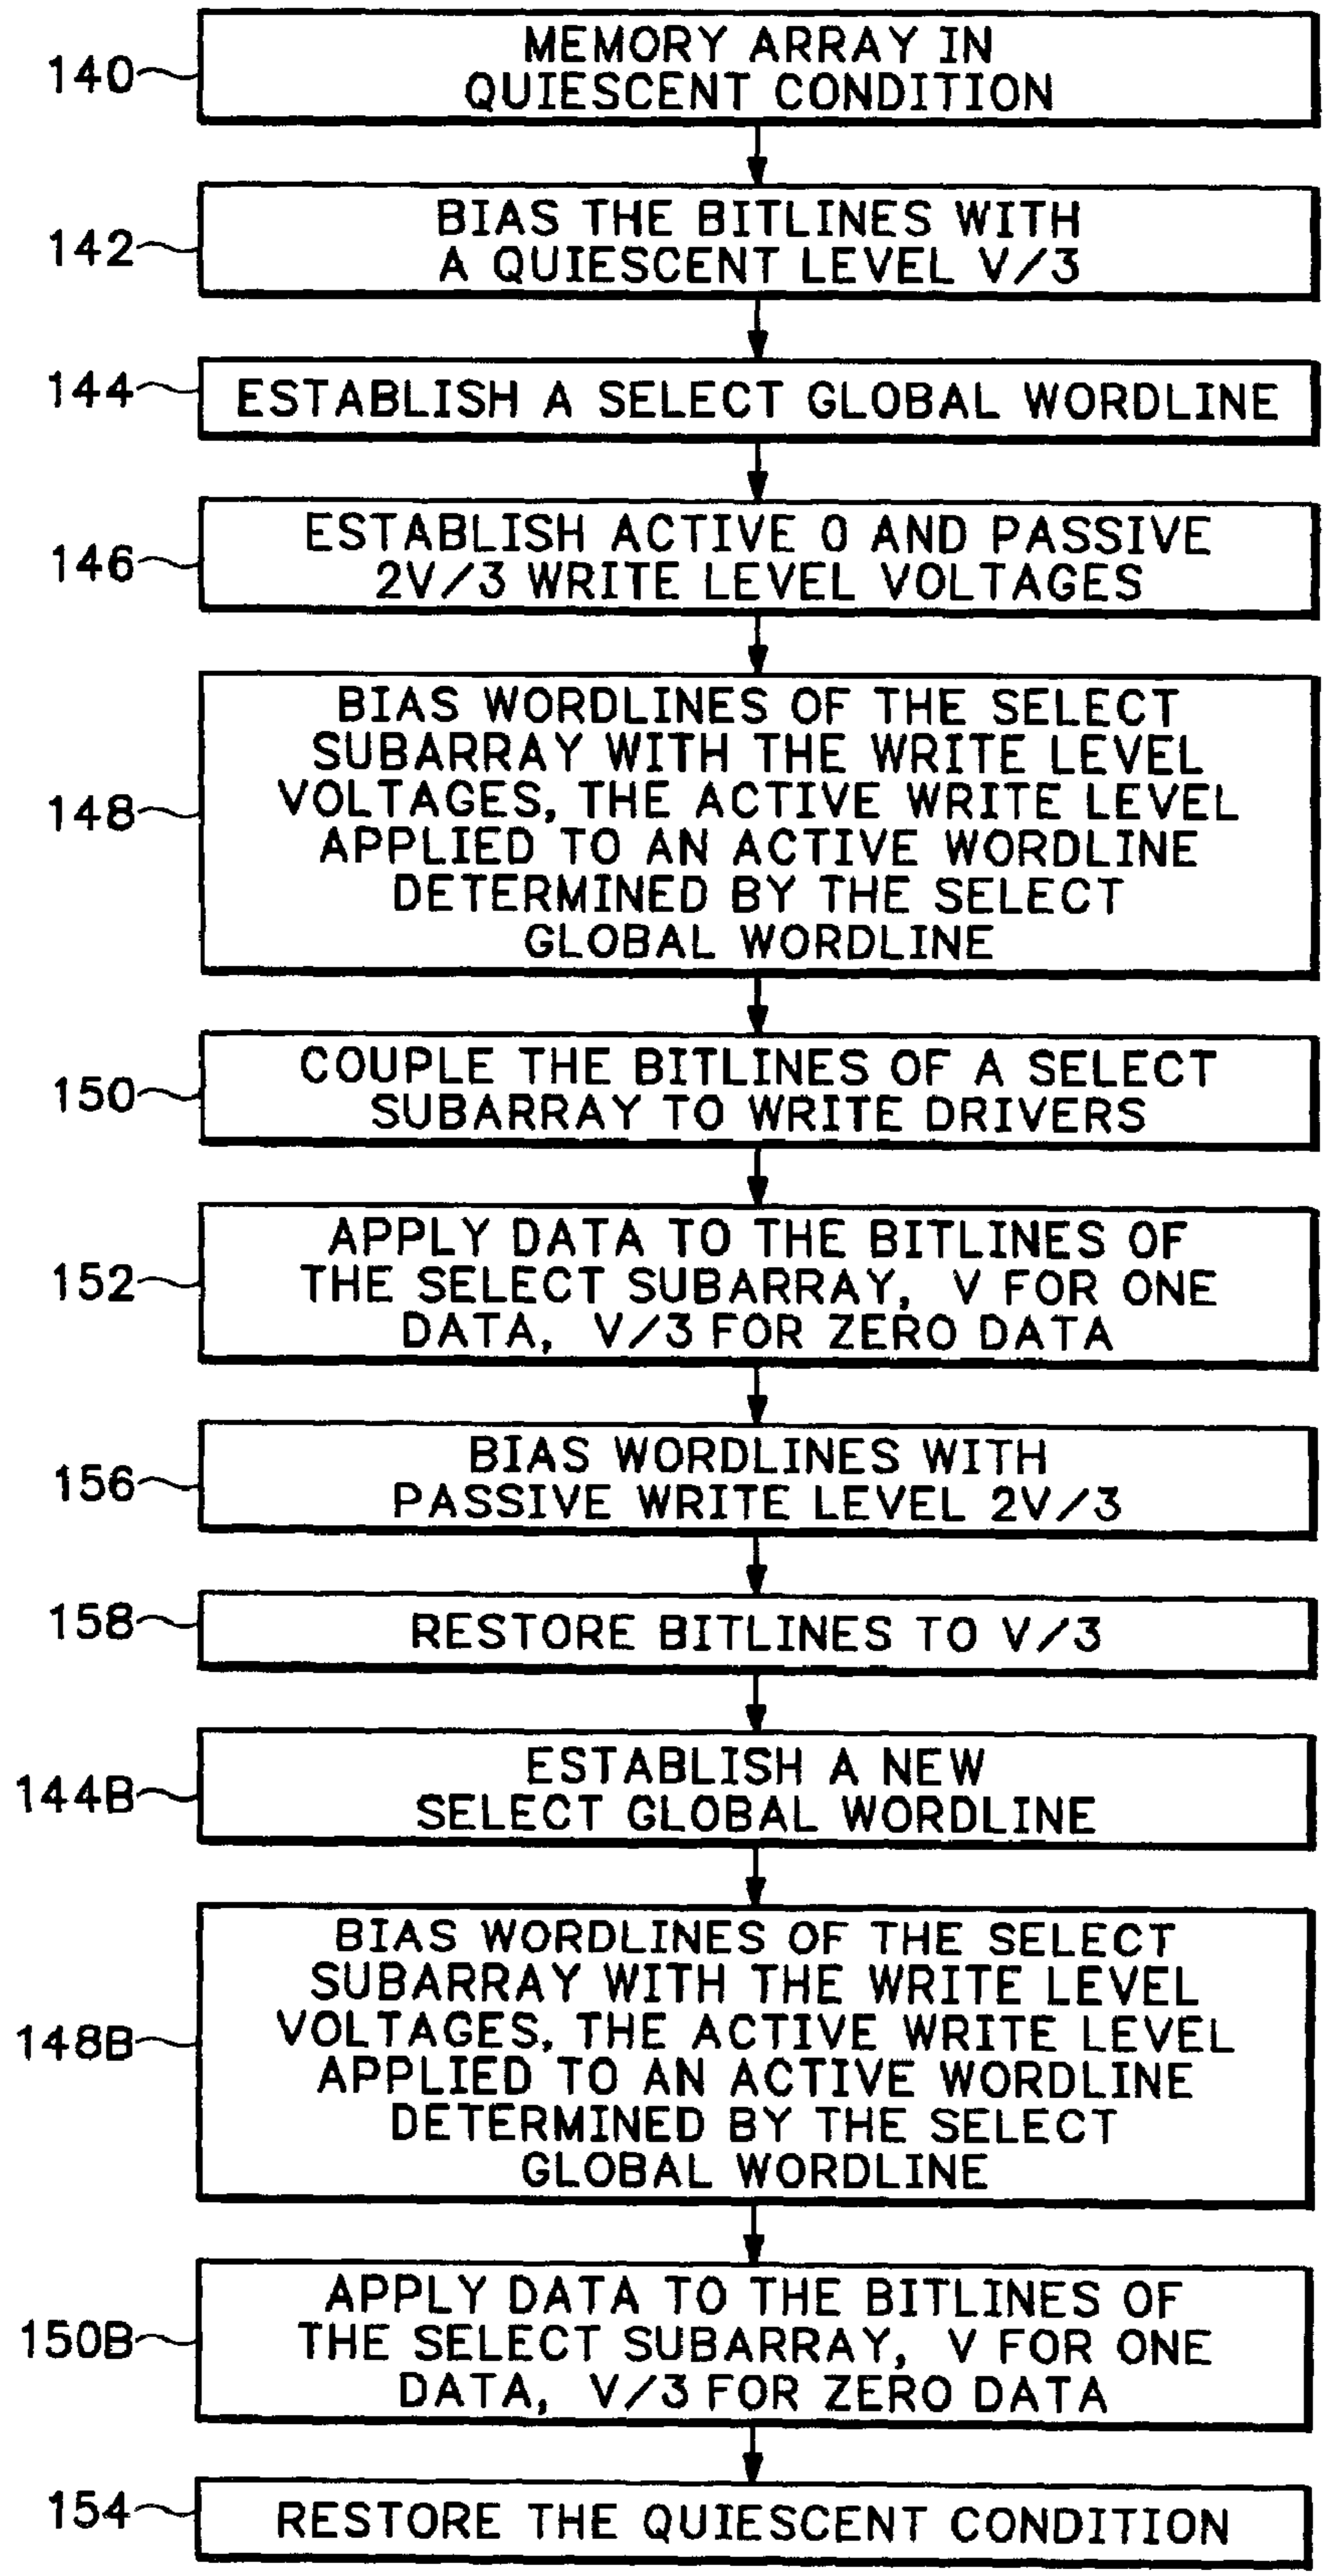 140
MEMORY ARRAY IN
QUIESCENT CONDITION
142
BIAS THE BITLINES WITH
A QUIESCENT LEVEL V/3
144
ESTABLISH A SELECT GLOBAL WORDLINE
146
ESTABLISH ACTIVE 0 AND PASSIVE
2V/3 WRITE LEVEL VOLTAGES
148
BIAS WORDLINES OF THE SELECT
SUBARRAY WITH THE WRITE LEVEL
VOLTAGES, THE ACTIVE WRITE LEVEL
APPLIED TO AN ACTIVE WORDLINE
DETERMINED BY THE SELECT
GLOBAL WORDLINE
150
COUPLE THE BITLINES OF A SELECT
SUBARRAY TO WRITE DRIVERS
152
APPLY DATA TO THE BITLINES OF
THE SELECT SUBARRAY, V FOR ONE
DATA, V/3 FOR ZERO DATA
156
BIAS WORDLINES WITH
PASSIVE WRITE LEVEL 2V/3
158
RESTORE BITLINES TO V/3
144B
ESTABLISH A NEW
SELECT GLOBAL WORDLINE
148B
BIAS WORDLINES OF THE SELECT
SUBARRAY WITH THE WRITE LEVEL
VOLTAGES, THE ACTIVE WRITE LEVEL
APPLIED TO AN ACTIVE WORDLINE
DETERMINED BY THE SELECT
GLOBAL WORDLINE
150B
APPLY DATA TO THE BITLINES OF
THE SELECT SUBARRAY, V FOR ONE
DATA, V/3 FOR ZERO DATA
154
RESTORE THE QUIESCENT CONDITION